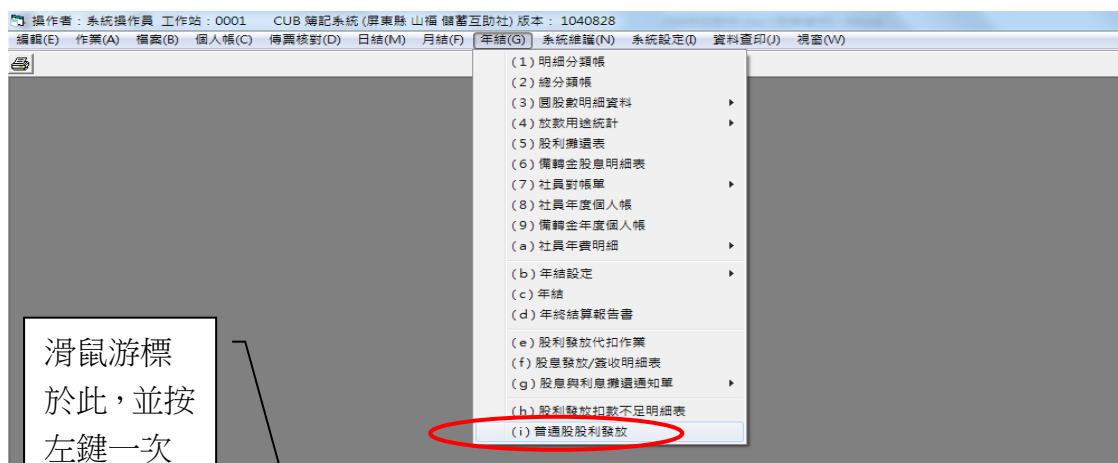 操作者：系統操作員 工作站：0001 CUB 簿記系統 (屏東縣 山福 儲蓄互助社) 版本： 1040828
編輯(E) 作業(A) 檔案(B) 個人帳(C) 傳票核對(D) 日結(M) 月結(F) 年結(G) 系統維護(N) 系統設定(I) 資料查印(J) 視窗(W)
(1)明細分類帳
(2)總分類帳
(3)圓股數明細資料
(4)放款用途統計
(5)股利攤還表
(6)備轉金股息明細表
(7)社員對帳單
(8)社員年度個人帳
(9)備轉金年度個人帳
(a)社員年費明細
(b)年結設定
(c)年結
(d)年終結算報告書
(e)股利發放代扣作業
(f)股息發放/簽收明細表
(g)股息與利息攤還通知單
(h)股利發放扣款不足明細表
(i)普通股股利發放
滑鼠游標
於此，並按
左鍵一次